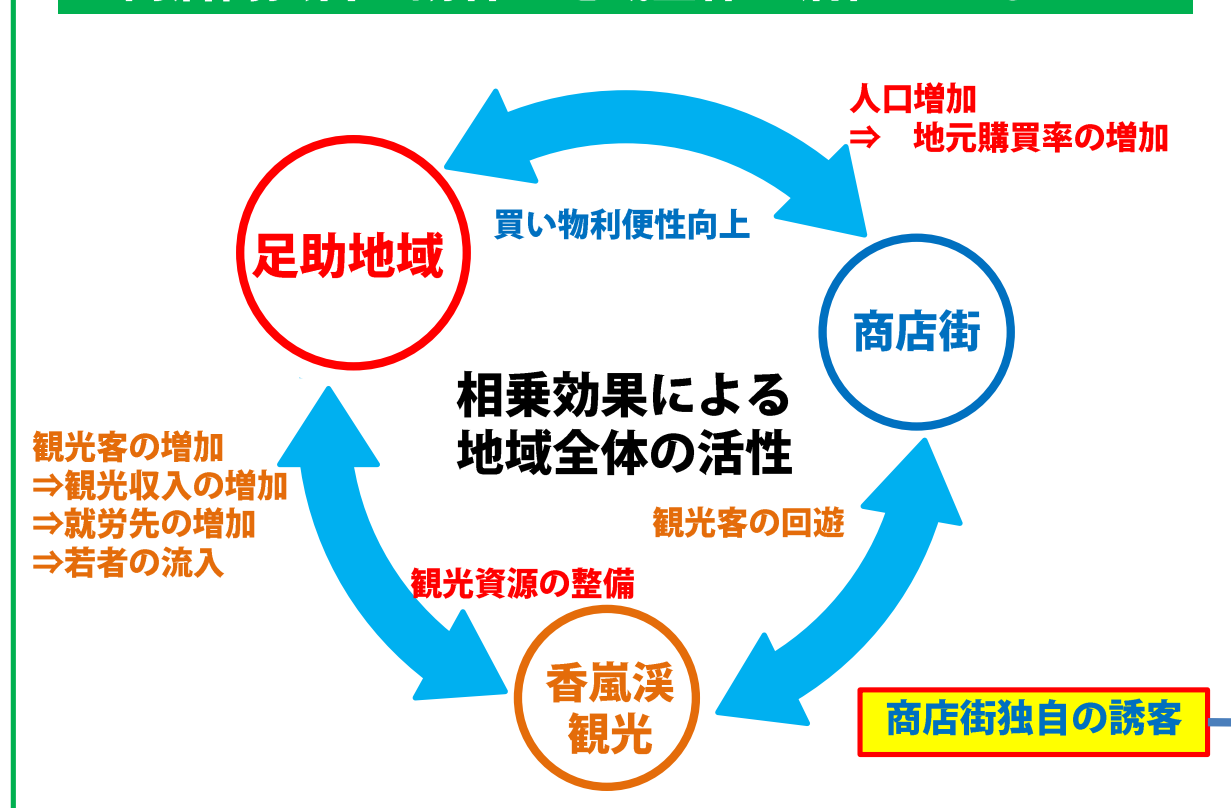 人口増加
⇒　地元購買率の増加
買い物利便性向上
足助地域
商店街
相乗効果による
地域全体の活性
観光客の増加
⇒観光収入の増加
⇒就労先の増加
⇒若者の流入
観光客の回遊
観光資源の整備
香嵐渓
観光
商店街独自の誘客